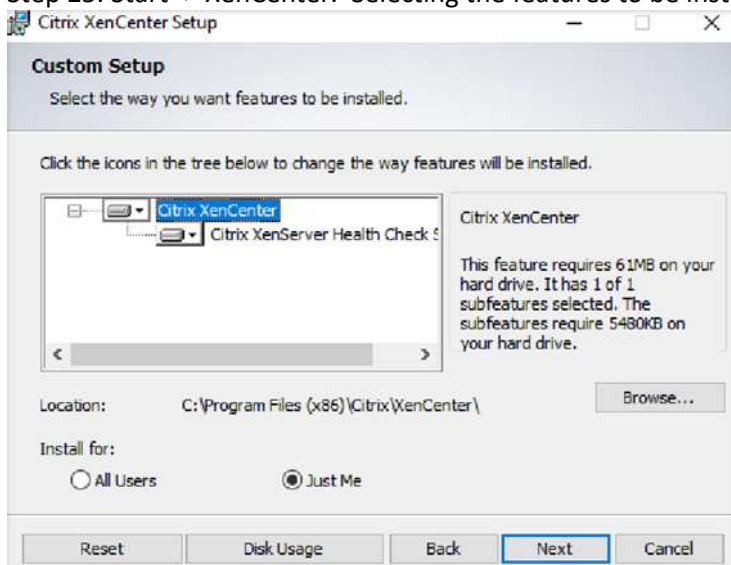 Citrix XenCenter Setup
Custom Setup
Select the way you want features to be installed.
Click the icons in the tree below to change the way features will be installed.
Citrix XenCenter
Citrix XenServer Health Check
Citrix XenCenter
This feature requires 61MB on your
hard drive. It has 1 of 1
subfeatures selected. The
subfeatures require 5480KB on
your hard drive.
Location: C:\Program Files (x86)\Citrix\XenCenter\
Browse...
Install for:
All Users Just Me
Reset Disk Usage Back Next Cancel